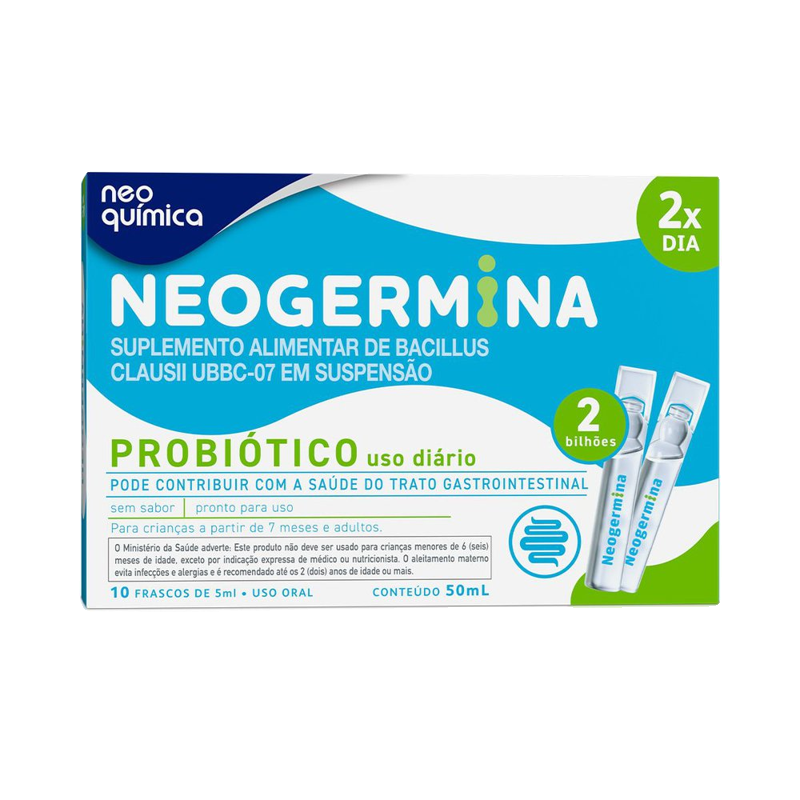 neo
química
2x
DIA
NEOGERMINA
SUPLEMENTO ALIMENTAR DE BACILLUS
CLAUSII UBBC-07 EM SUSPENSÃO
2
bilhões
PROBIÓTICO uso diário
PODE CONTRIBUIR COM A SAÚDE DO TRATO GASTROINTESTINAL
sem sabor pronto para uso
Para crianças a partir de 7 meses e adultos.
O Ministério da Saúde adverte: Este produto não deve ser usado para crianças menores de 6 (seis)
meses de idade, exceto por indicação expressa de médico ou nutricionista. O aleitamento materno
evita infecções e alergias e é recomendado até os 2 (dois) anos de idade ou mais.
10 FRASCOS DE 5ml • USO ORAL CONTEÚDO 50mL
Neogermina
Neogermina